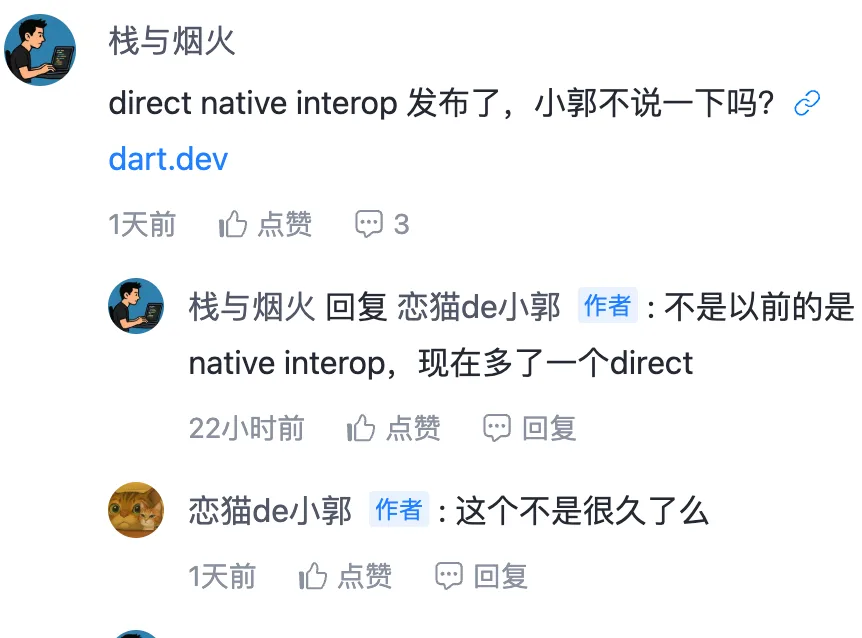 栈与烟火
direct native interop 发布了，小郭不说一下吗？
dart.dev
1天前 点赞 3
栈与烟火 回复 恋猫de小郭 作者 : 不是以前的是
native interop，现在多了一个direct
22小时前 点赞 回复
恋猫de小郭 作者 : 这个不是很久了么
1天前 点赞 回复